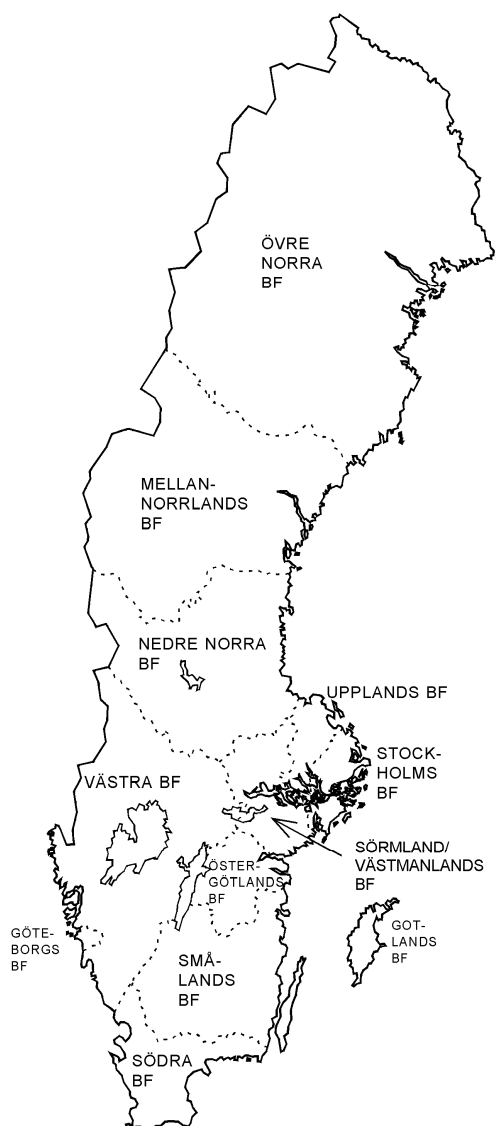 ÖVRE
NORRA
BF
MELLAN-
NORRLANDS
BF
NEDRE NORRA
BF
UPPLANDS BF
STOCK-
HOLMS
BF
VÄSTRA BF
SÖRMLAND/
VÄSTMANLANDS
BF
ÖSTER-
GÖTLANDS
BF
GÖTE-
BORGS
BF
GOT-
LANDS
BF
SMÅ-
LANDS
BF
SÖDRA
BF